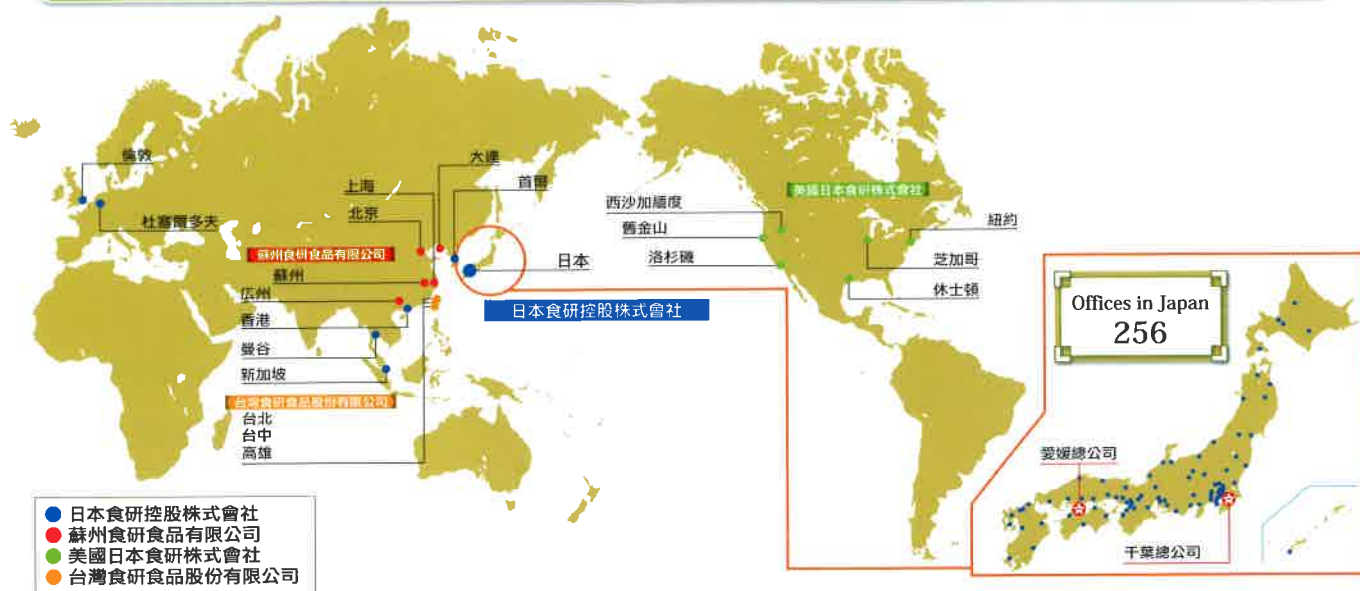 倫敦
杜塞爾多夫
大連
上海
首爾
北京
蘇州食研食品有限公司
蘇州
広州
香港
曼谷
新加坡
台灣食研食品股份有限公司
台北
台中
高雄
日本
日本食研控股株式會社
美國日本食研株式會社
西沙加緬度
舊金山
洛杉磯
紐約
芝加哥
休士頓
Offices in Japan
256
愛媛總公司
千葉總公司
日本食研控股株式會社
蘇州食研食品有限公司
美國日本食研株式會社
台灣食研食品股份有限公司